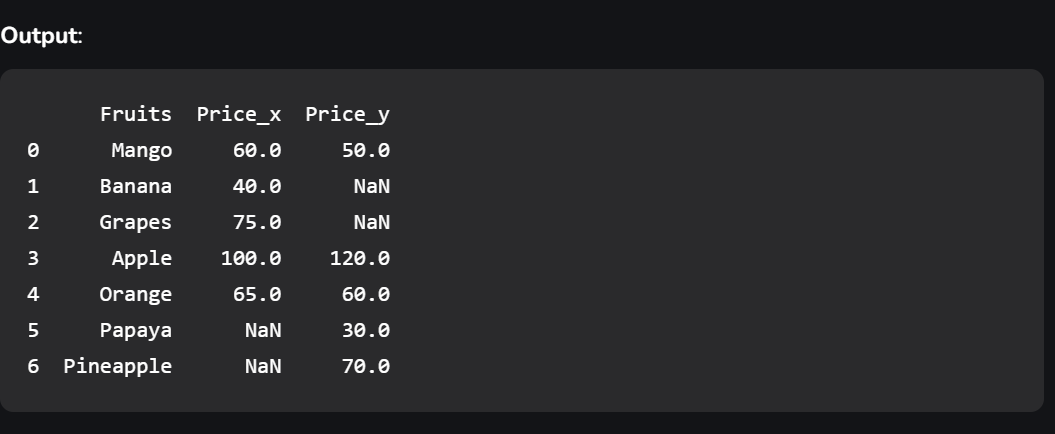 Output:
Fruits Price_x Price_y
0 Mango 60.0 50.0
1 Banana 40.0 NaN
2 Grapes 75.0 NaN
3 Apple 100.0 120.0
4 Orange 65.0 60.0
5 Papaya NaN 30.0
6 Pineapple NaN 70.0